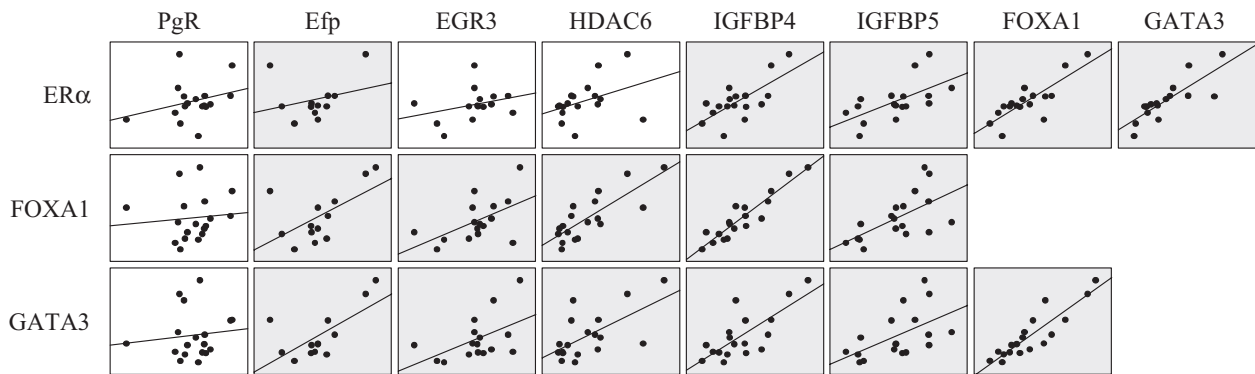 PgR Efp EGR3 HDAC6 IGFBP4 IGFBP5 FOXA1 GATA3
ERα
FOXA1
GATA3